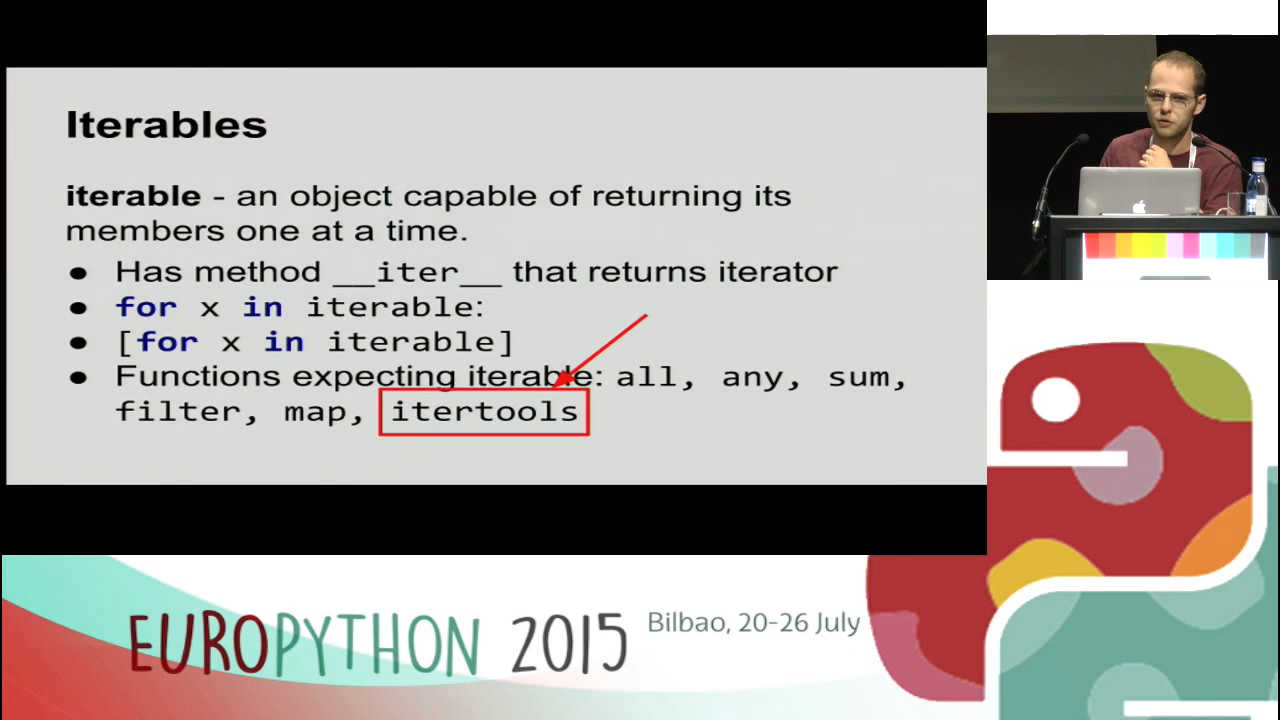 Iterables
iterable - an object capable of returning its
members one at a time.
● Has method __iter__ that returns iterator
● for x in iterable:
● [for x in iterable]
● Functions expecting iterable: all, any, sum,
filter, map, itertools
EUROPYTHON 2015
Bilbao, 20-26 July